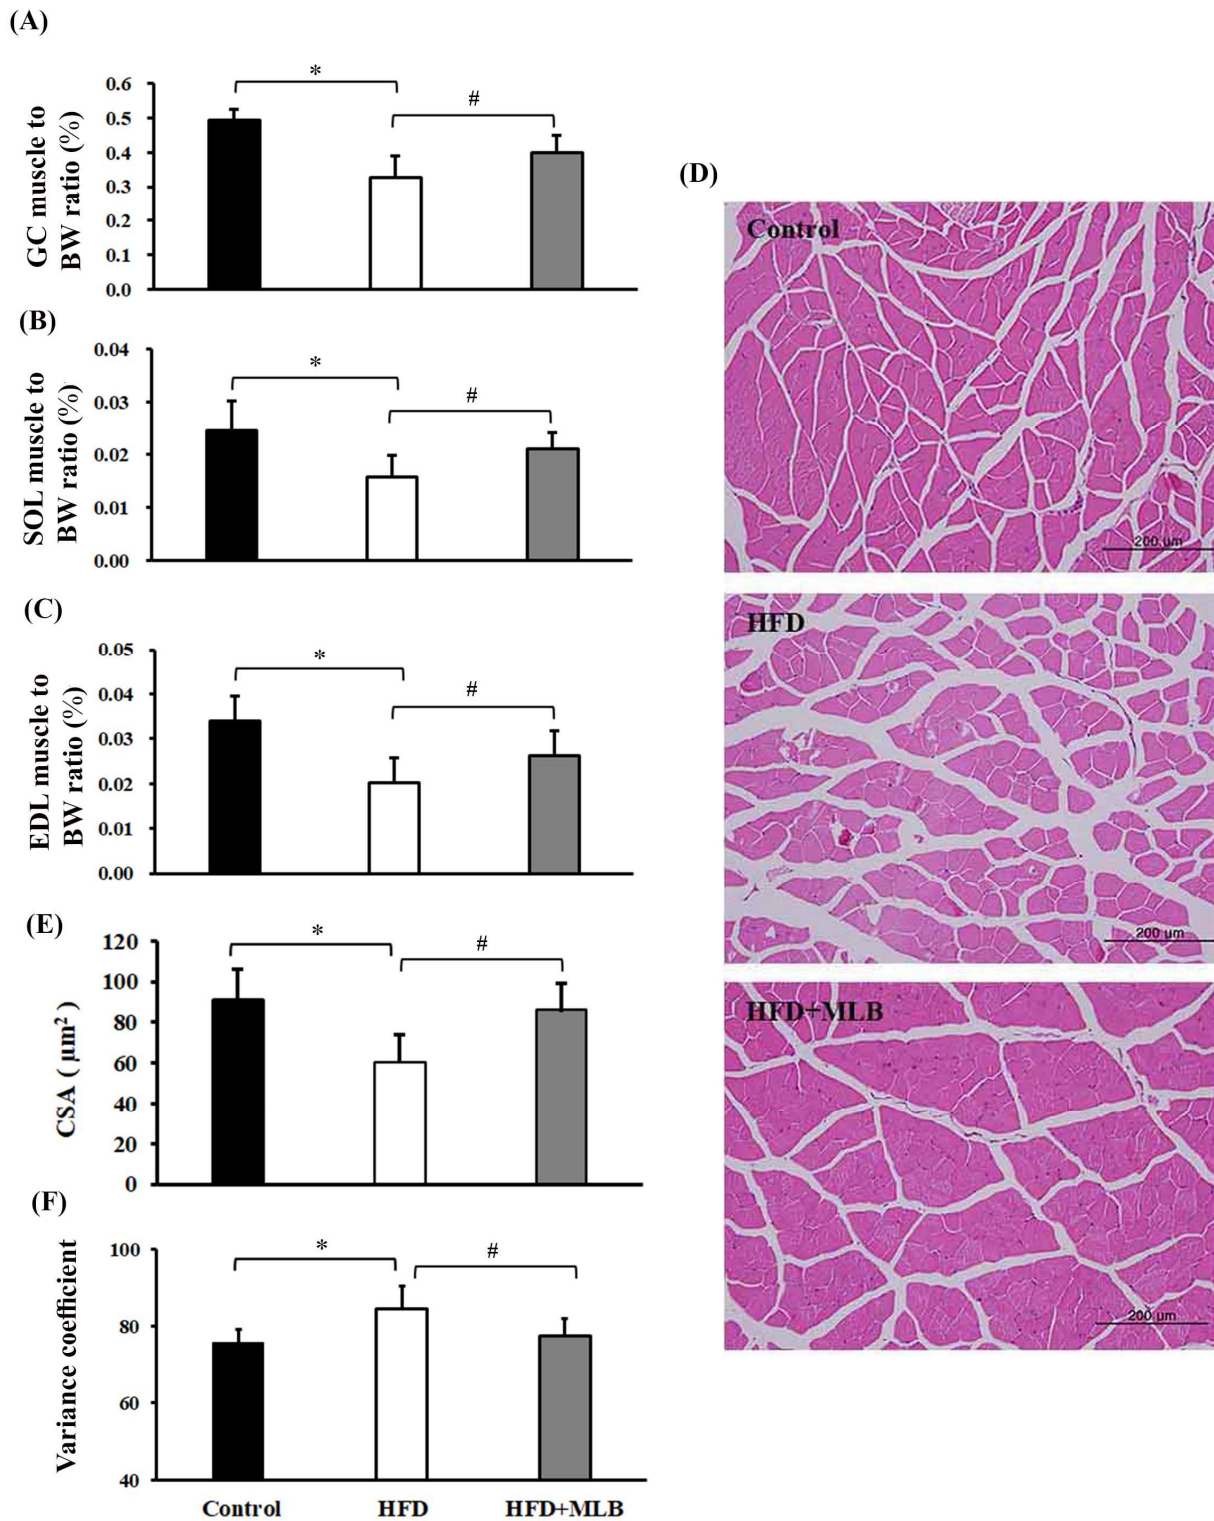 (A)
GC muscle to
BW ratio (%)
0.6
0.5
0.4
0.3
0.2
0.1
0.0
*
#
(B)
SOL muscle to
BW ratio (%)
0.04
0.03
0.02
0.01
0.00
*
#
(C)
EDL muscle to
BW ratio (%)
0.05
0.04
0.03
0.02
0.01
0.00
*
#
(E)
CSA ( µm²
)
120
100
80
60
40
20
0
*
#
(F)
Variance coefficient
100
80
60
40
*
#
Control HFD HFD+MLB
(D)
Control
200 µm
HFD
200 µm
HFD+MLB
200 µm